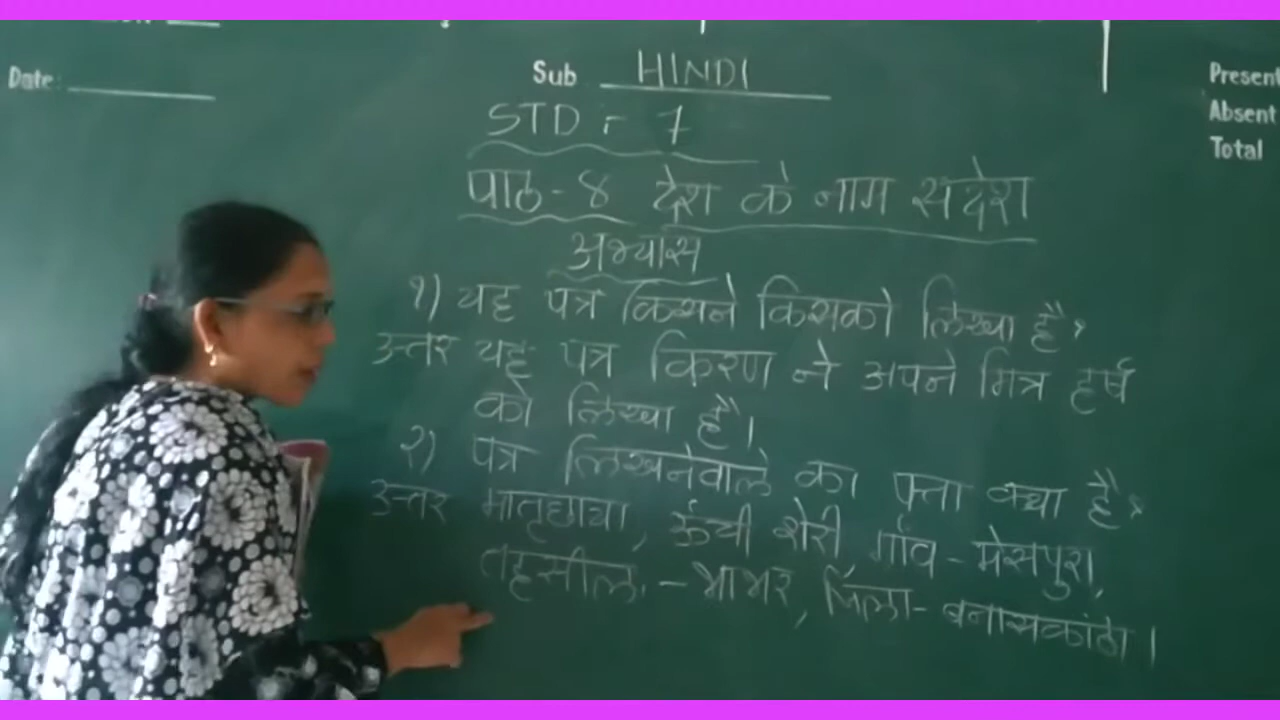 Date:
Sub HINDI
Present
STD :- 7
Absent
Total
पाठ-8 देश के नाम संदेश
अभ्यास
१) यह पत्र किसने किसको लिखा है?
उत्तर यह पत्र किरण ने अपने मित्र हर्ष
को लिखा है।
२) पत्र लिखनेवाले का पत्ता क्या है?
उत्तर मातृछाया, ऊंची शेरी गाँव - मेसपुरा,
तहसील - भाभर, जिला - बनासकांठा।